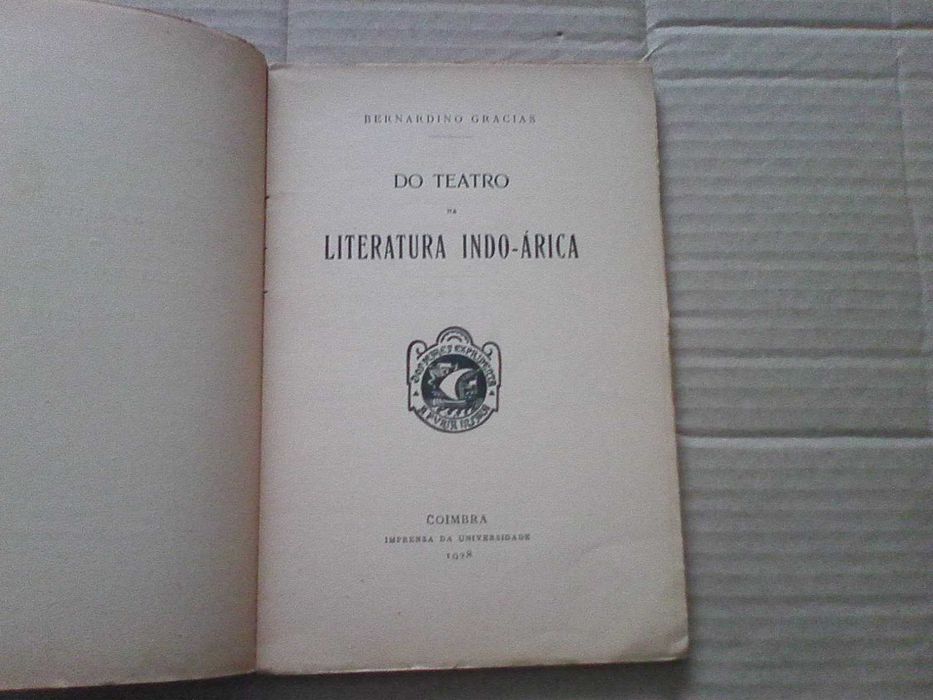 BERNARDINO GRACIAS
DO TEATRO
NA
LITERATURA INDO-ÁRICA
COIMBRA
IMPRENSA DA UNIVERSIDADE
1928